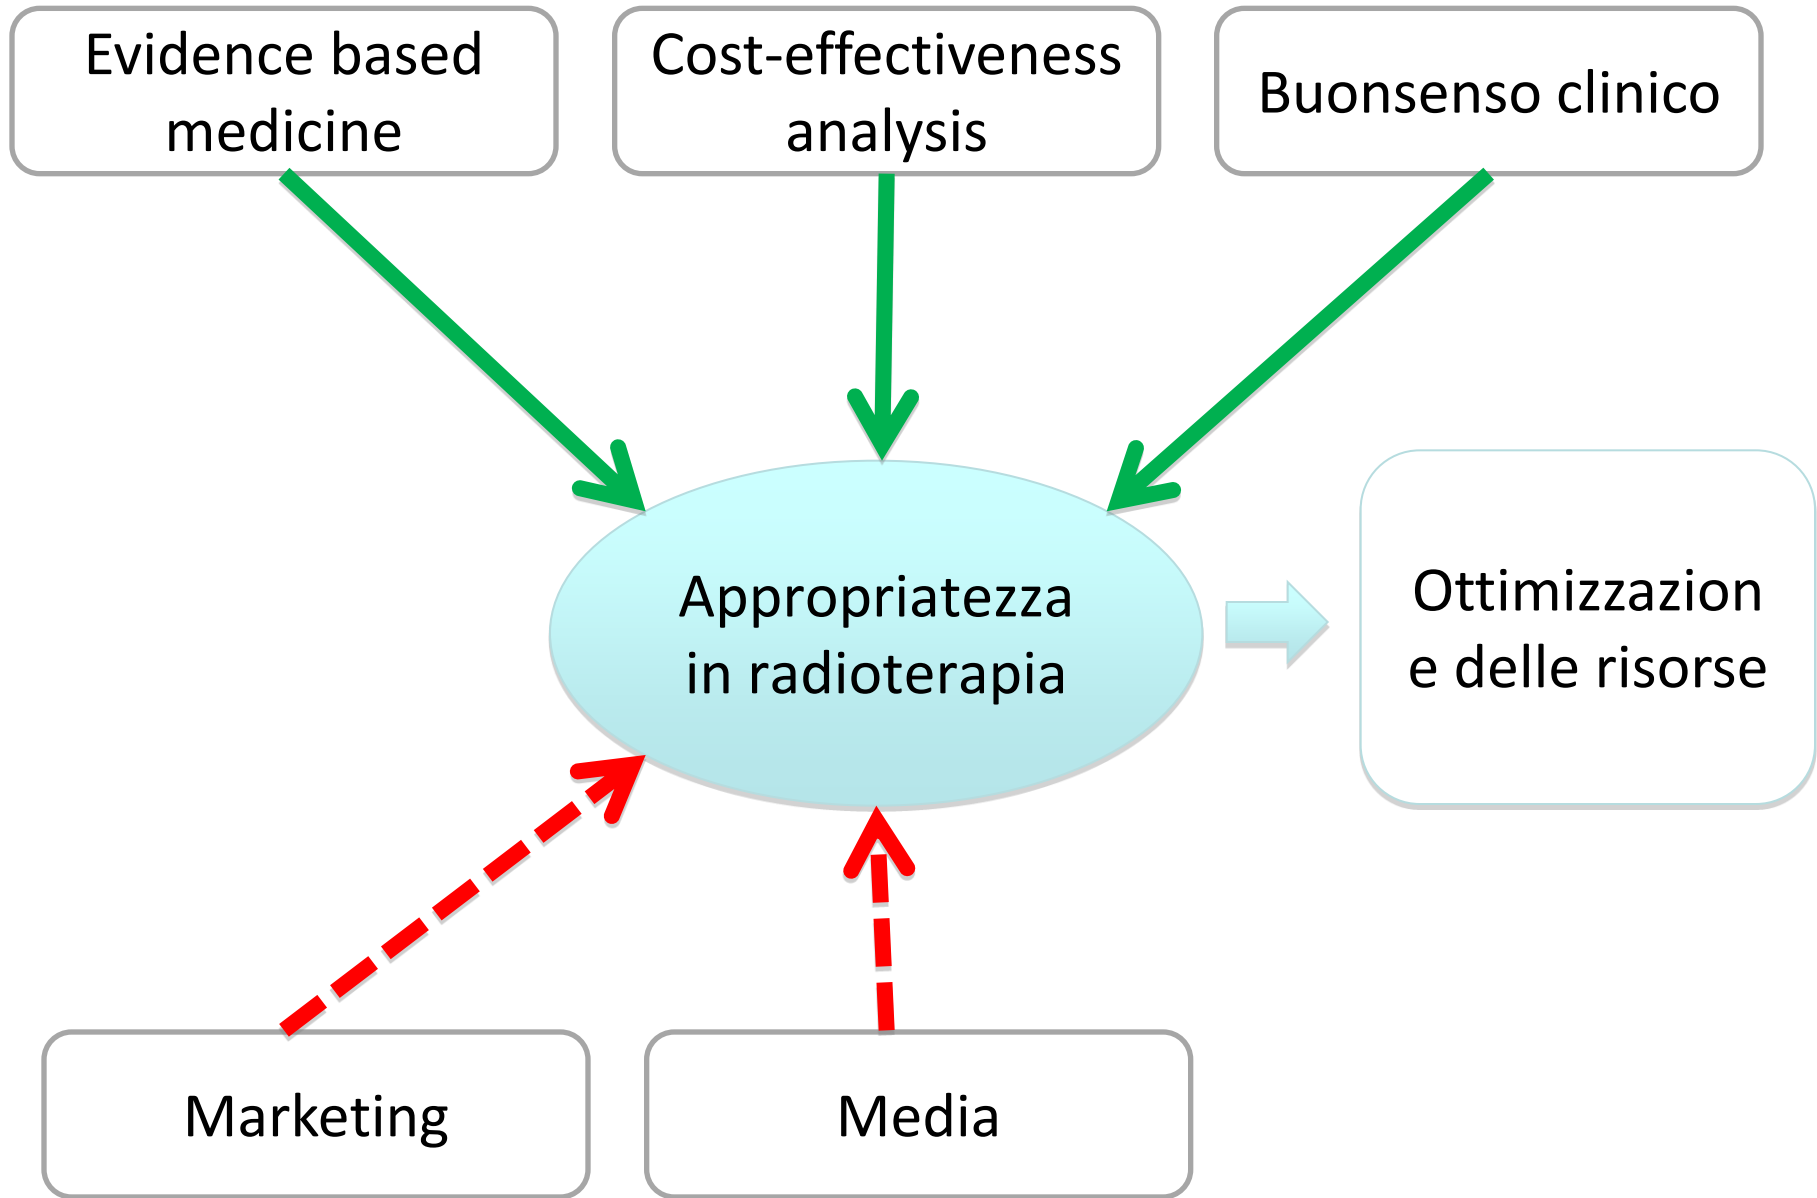 Evidence based
medicine
Cost-effectiveness
analysis
Buonsenso clinico
Appropriatezza
in radioterapia
Ottimizzazion
e delle risorse
Marketing
Media